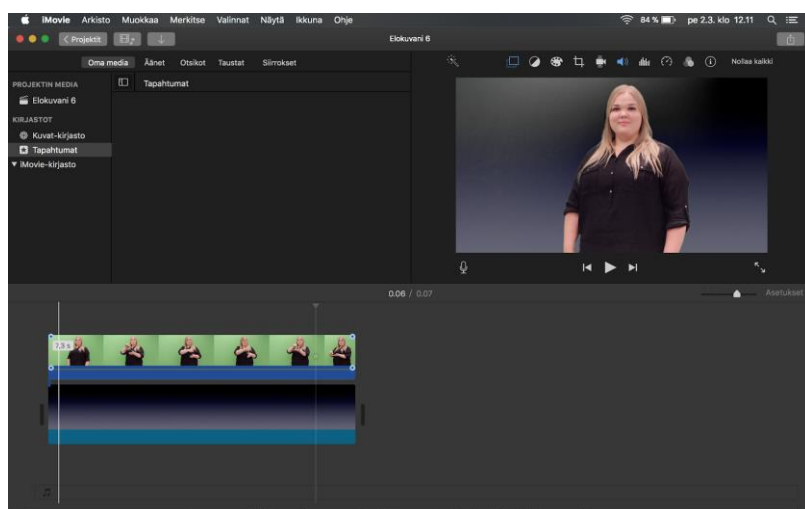 iMovie Arkisto Muokkaa Merkitse Valinnat Näytä Ikkuna Ohje 84 % pe 2.3. klo 12.11
Projektit Elokuvani 6
Oma media Äänet Otsikot Taustat Siirrokset Nollaa kaikki
PROJEKTIN MEDIA Tapahtumat
Elokuvani 6
KIRJASTOT
Kuvat-kirjasto
Tapahtumat
iMovie-kirjasto
0.06 / 0.07 Asetukset
7,3 s